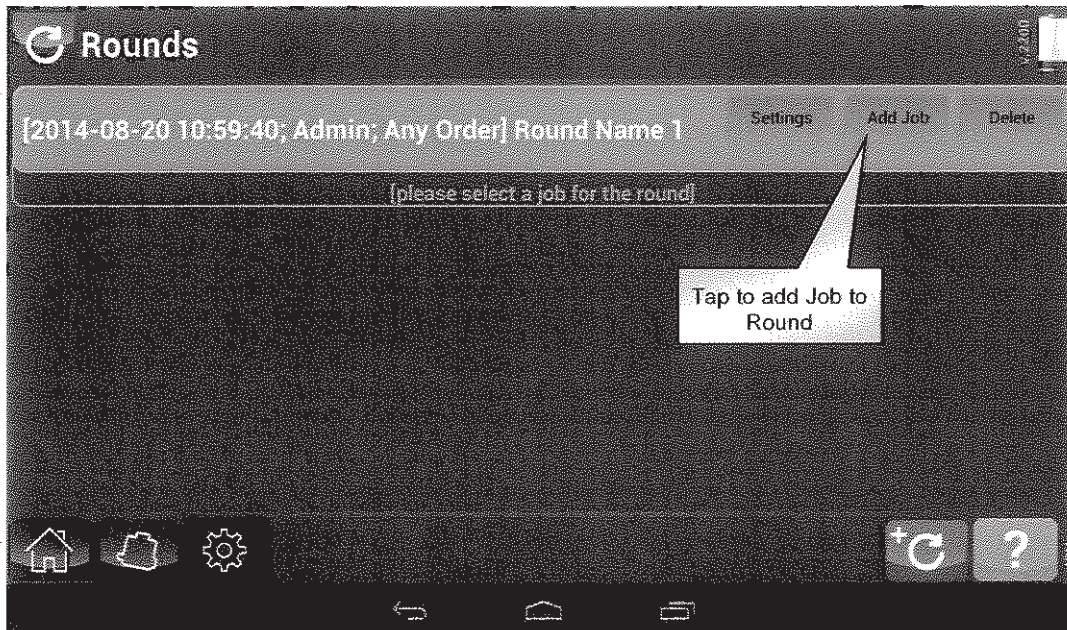 Rounds
v.2200
[2014-08-20 10:59:40; Admin; Any Order] Round Name 1
Settings
Add Job
Delete
[please select a job for the round]
Tap to add Job to
Round
+
?